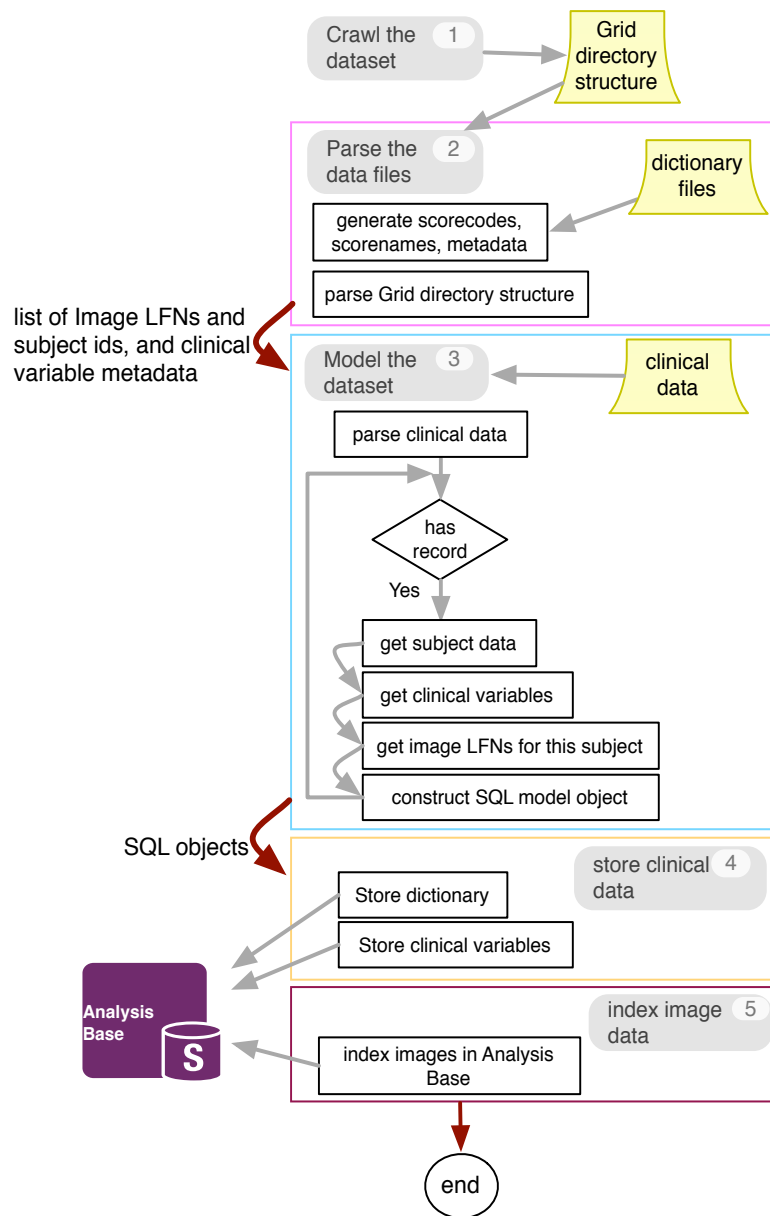 Crawl the 1
dataset
Grid
directory
structure
Parse the 2
data files
dictionary
files
generate scorecodes,
scorenames, metadata
parse Grid directory structure
list of Image LFNs and
subject ids, and clinical
variable metadata
Model the 3
dataset
clinical
data
parse clinical data
has
record
Yes
get subject data
get clinical variables
get image LFNs for this subject
construct SQL model object
SQL objects
store clinical 4
data
Store dictionary
Store clinical variables
Analysis
Base
S
index image 5
data
index images in Analysis
Base
end